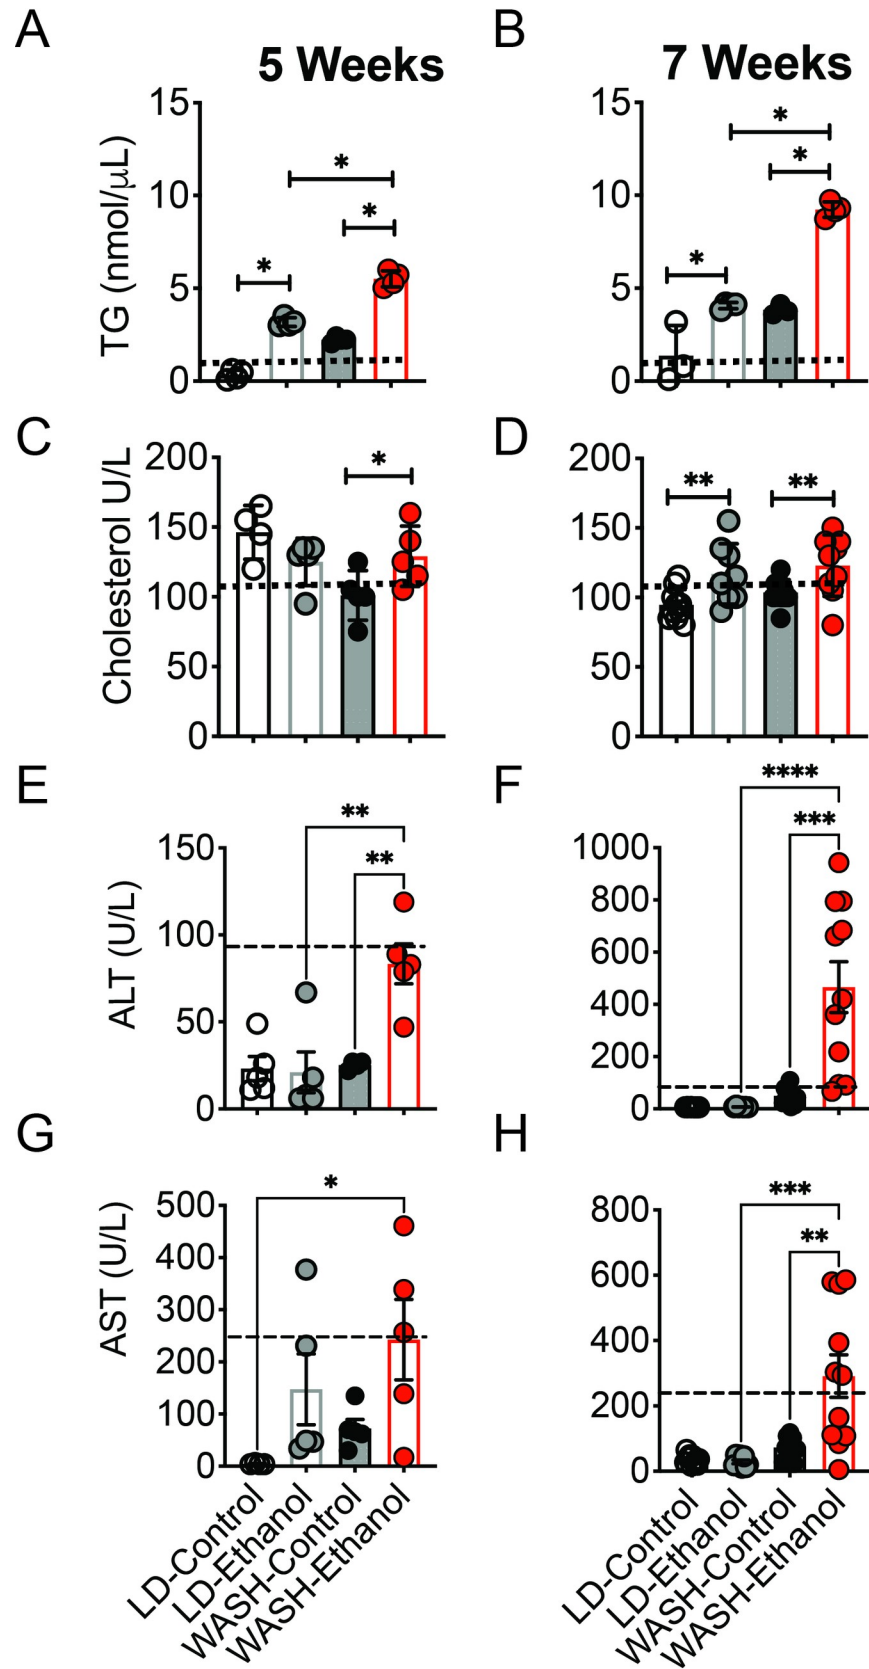 A
B
5 Weeks
7 Weeks
TG (nmol/µL)
15
10
5
0
*
*
*
15
10
5
0
*
*
*
C
D
Cholesterol U/L
200
150
100
50
0
*
200
150
100
50
0
**
**
E
F
ALT (U/L)
150
100
50
0
**
**
1000
800
600
400
200
0
****
***
G
H
AST (U/L)
500
400
300
200
100
0
*
800
600
400
200
0
***
**
LD-Control
LD-Ethanol
WASH-Control
WASH-Ethanol
LD-Control
LD-Ethanol
WASH-Control
WASH-Ethanol